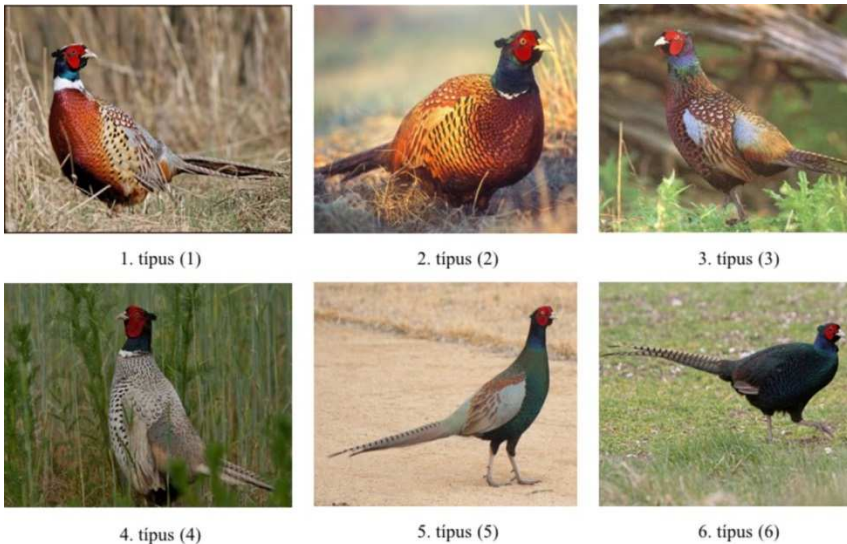 1. típus (1)
2. típus (2)
3. típus (3)
4. típus (4)
5. típus (5)
6. típus (6)